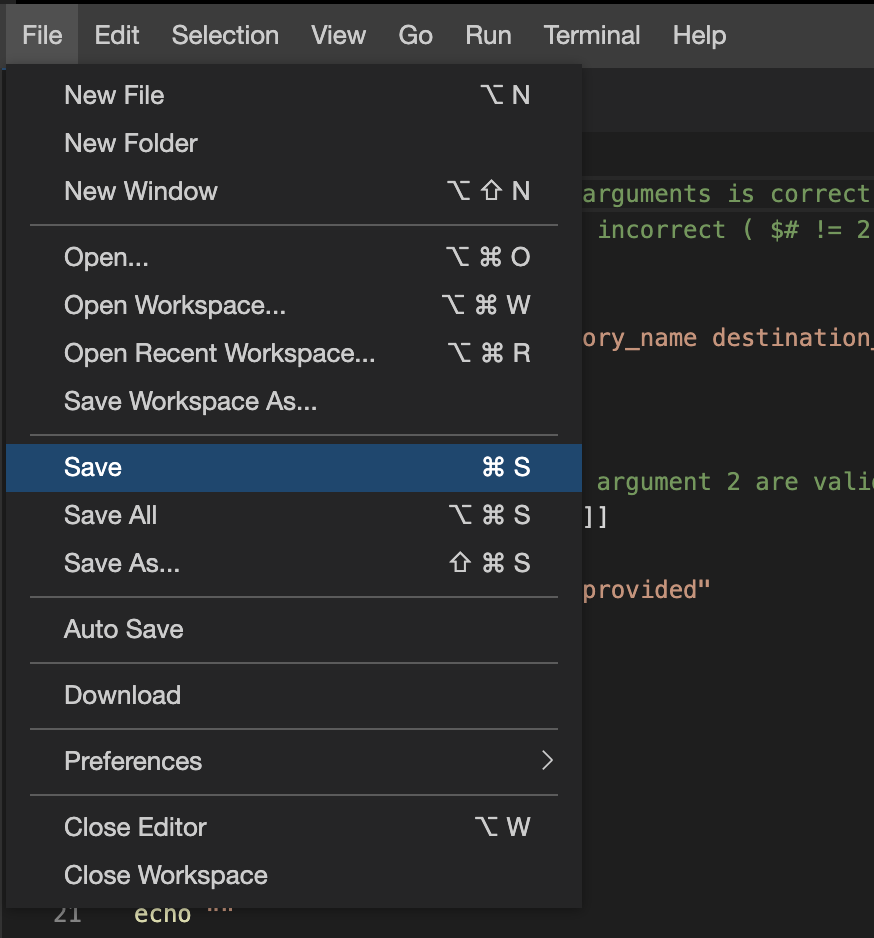 File Edit Selection View Go Run Terminal Help
New File ⌥ N
New Folder
New Window ⌥ ⇧ N
arguments is correct
incorrect ( $# != 2
Open... ⌥ ⌘ O
Open Workspace... ⌥ ⌘ W
ory_name destination_
Open Recent Workspace... ⌥ ⌘ R
Save Workspace As...
Save ⌘ S
argument 2 are valid
Save All ⌥ ⌘ S
]]
Save As... ⇧ ⌘ S
provided"
Auto Save
Download
Preferences
Close Editor ⌥ W
Close Workspace
21 echo ""